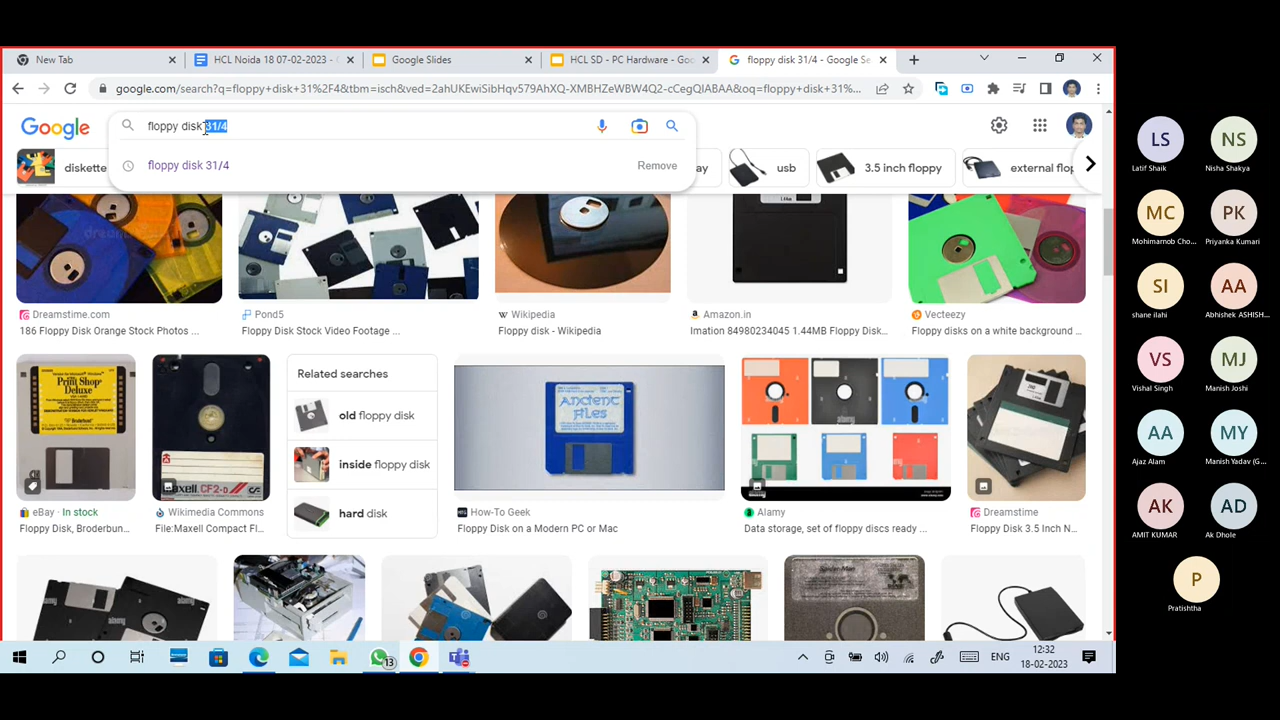 New Tab
HCL Noida 18 07-02-2023 -
Google Slides
HCL SD - PC Hardware - Goo
floppy disk 31/4 - Google Se
google.com/search?q=floppy+disk+31%2F4&tbm=isch&ved=2ahUKEwiSibHqv579AhXQ-XMBHZeWBW4Q2-cCegQIABAA&oq=floppy+disk+31%...
Google
floppy disk 31/4
floppy disk 31/4
Remove
diskette
ay
usb
3.5 inch floppy
external flop
Dreamstime.com
186 Floppy Disk Orange Stock Photos ...
Pond5
Floppy Disk Stock Video Footage ...
Wikipedia
Floppy disk - Wikipedia
Amazon.in
Imation 84980234045 1.44MB Floppy Disk...
Vecteezy
Floppy disks on a white background ...
Print Shop
Deluxe
maxell CF2-D
Related searches
old floppy disk
inside floppy disk
hard disk
ANCIENT
FILES
eBay · In stock
Floppy Disk, Broderbun...
Wikimedia Commons
File:Maxell Compact Fl...
How-To Geek
Floppy Disk on a Modern PC or Mac
Alamy
Data storage, set of floppy discs ready ...
Dreamstime
Floppy Disk 3.5 Inch N...
13
ENG
12:32
18-02-2023
LS
Latif Shaik
NS
Nisha Shakya
MC
Mohimarnob Cho...
PK
Priyanka Kumari
SI
shane ilahi
AA
Abhishek ASHISH...
VS
Vishal Singh
MJ
Manish Joshi
AA
Ajaz Alam
MY
Manish Yadav (G...
AK
AMIT KUMAR
AD
Ak Dhole
P
Pratishtha